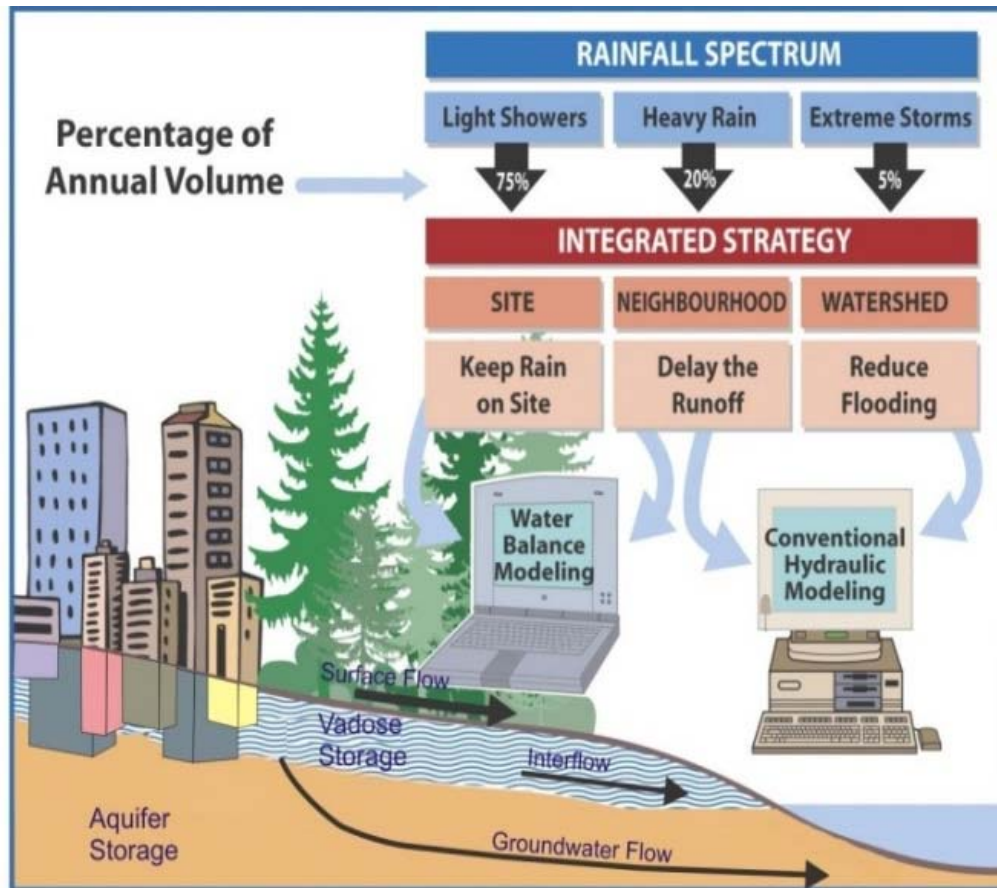 RAINFALL SPECTRUM
Light Showers
Heavy Rain
Extreme Storms
Percentage of
Annual Volume
75%
20%
5%
INTEGRATED STRATEGY
SITE
NEIGHBOURHOOD
WATERSHED
Keep Rain
on Site
Delay the
Runoff
Reduce
Flooding
Water
Balance
Modeling
Conventional
Hydraulic
Modeling
Surface Flow
Vadose
Storage
Interflow
Aquifer
Storage
Groundwater Flow